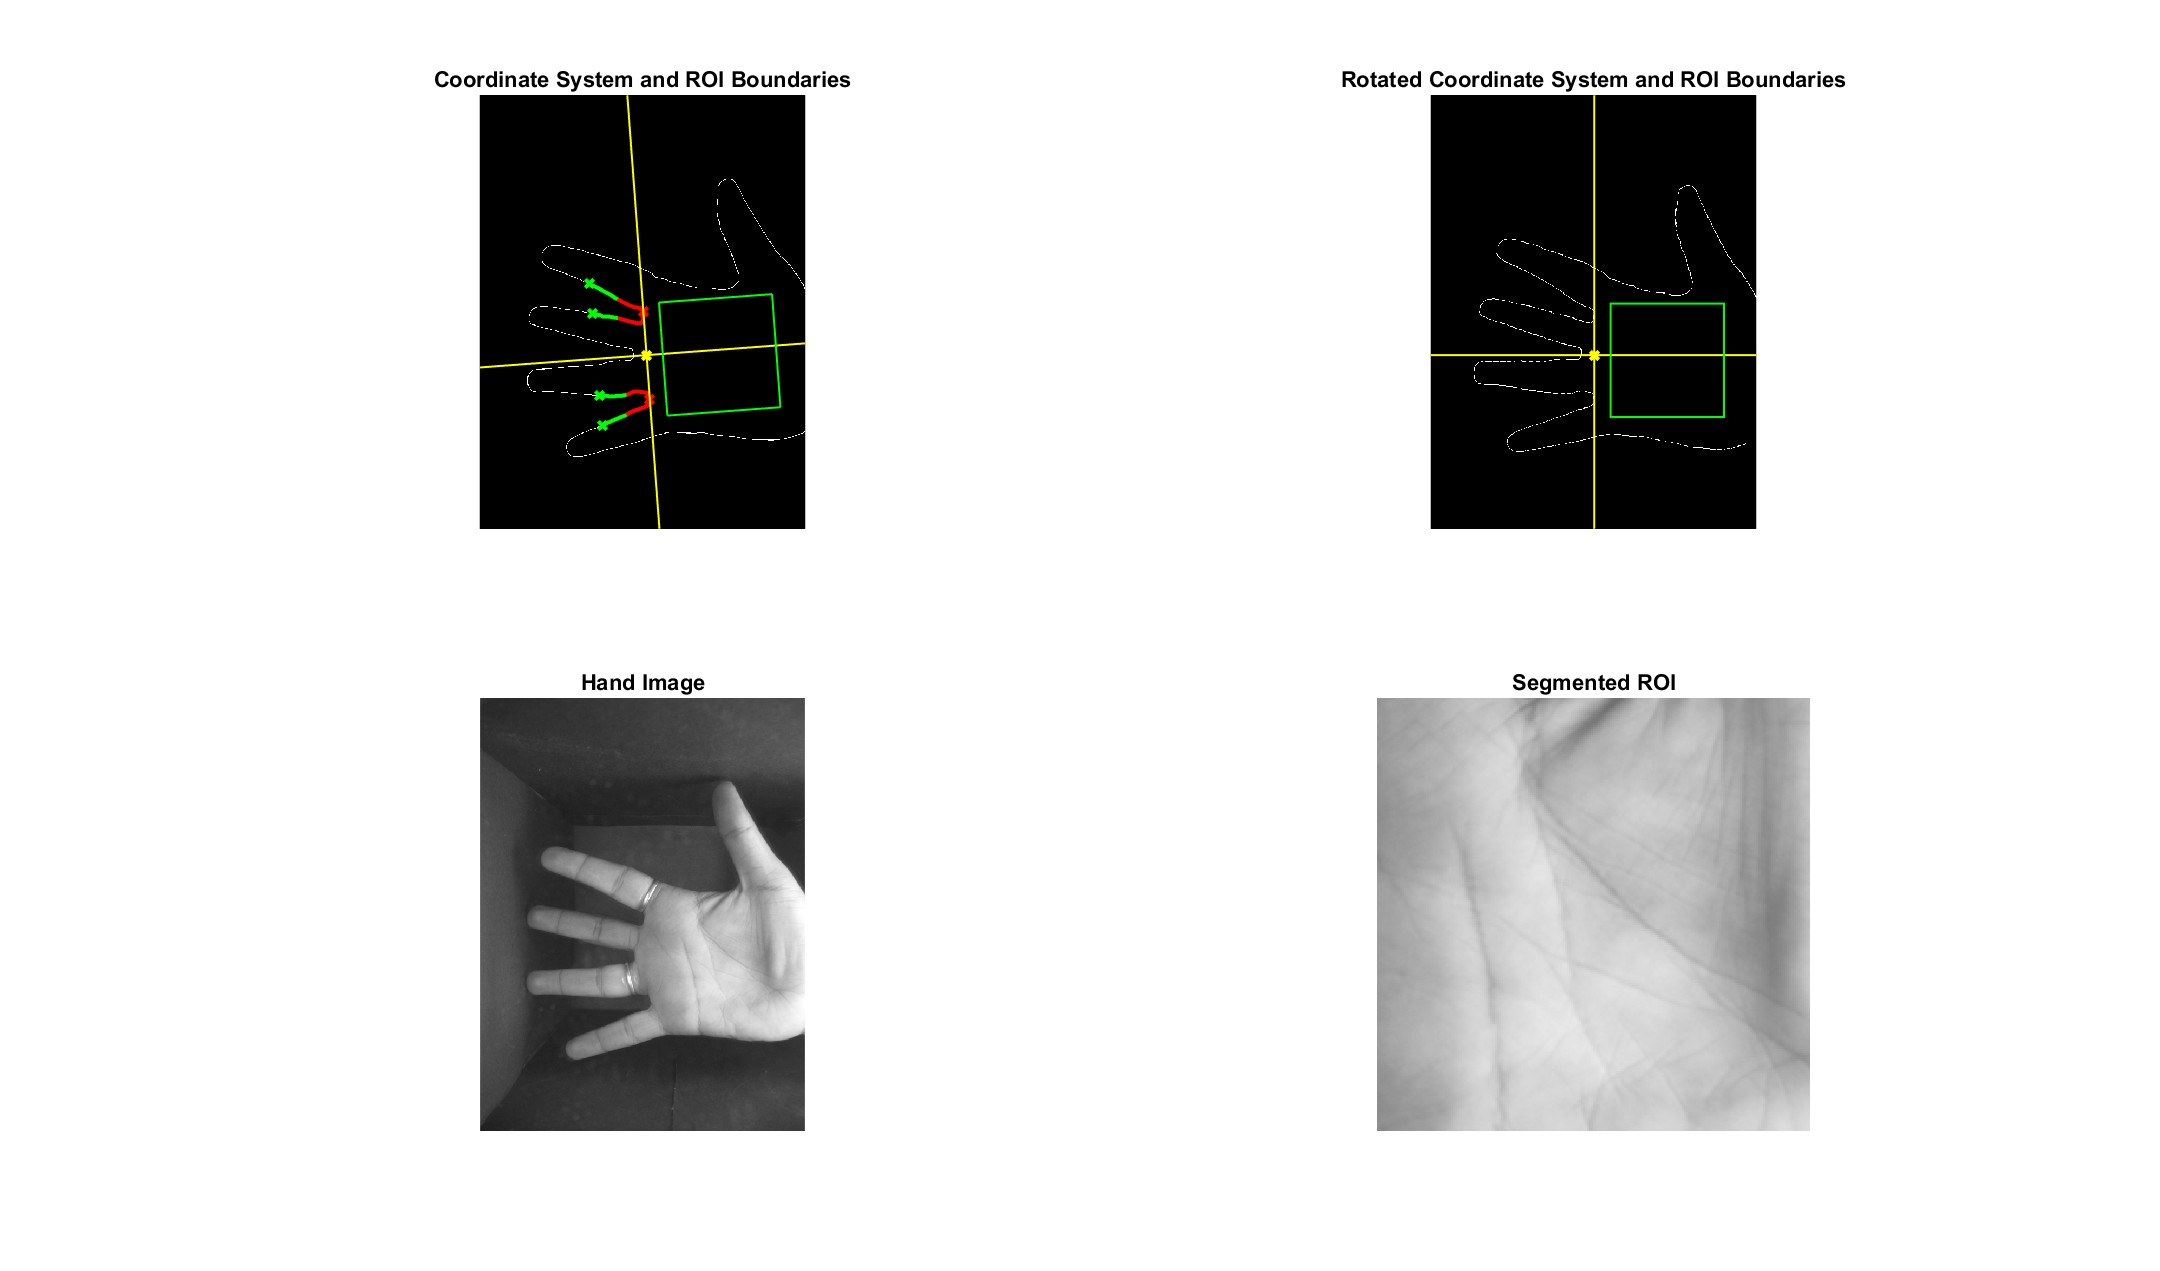 Coordinate System and ROI Boundaries
Rotated Coordinate System and ROI Boundaries
Hand Image
Segmented ROI